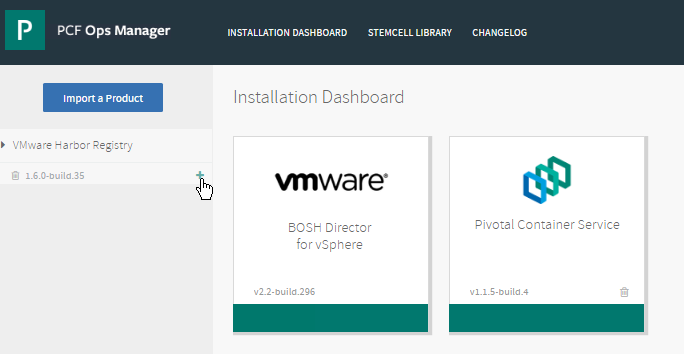 P
PCF Ops Manager
INSTALLATION DASHBOARD
STEMCELL LIBRARY
CHANGELOG
Import a Product
VMware Harbor Registry
1.6.0-build.35
Installation Dashboard
vmware®
BOSH Director
for vSphere
v2.2-build.296
Pivotal Container Service
v1.1.5-build.4